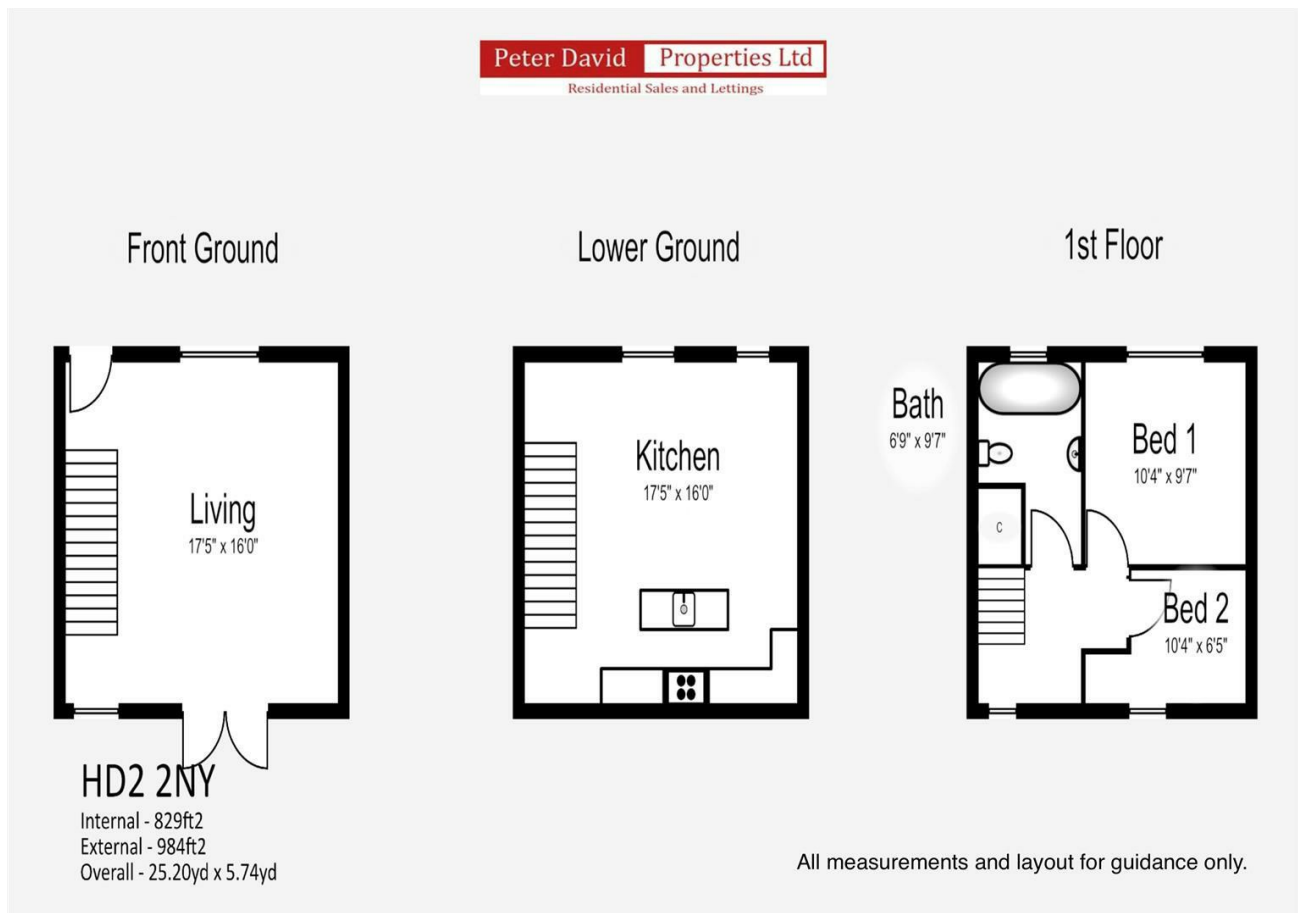 Peter David Properties Ltd
Residential Sales and Lettings
Front Ground
Lower Ground
1st Floor
Living
17'5" x 16'0"
Kitchen
17'5" x 16'0"
Bath
6'9" x 9'7"
Bed 1
10'4" x 9'7"
C
Bed 2
10'4" x 6'5"
HD2 2NY
Internal - 829ft2
External - 984ft2
Overall - 25.20yd x 5.74yd
All measurements and layout for guidance only.